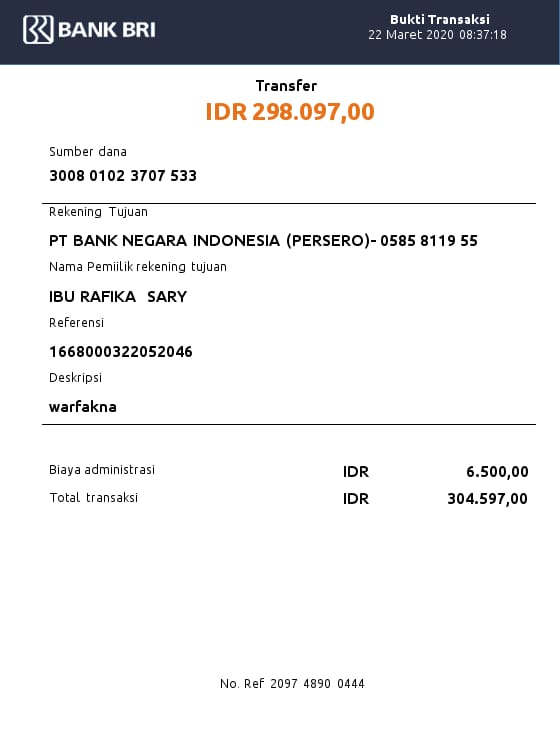 BANK BRI
Bukti Transaksi
22 Maret 2020 08:37:18
Transfer
IDR 298.097,00
Sumber dana
3008 0102 3707 533
Rekening Tujuan
PT BANK NEGARA INDONESIA (PERSERO)- 0585 8119 55
Nama Pemiilik rekening tujuan
IBU RAFIKA SARY
Referensi
1668000322052046
Deskripsi
warfakna
Biaya administrasi IDR 6.500,00
Total transaksi IDR 304.597,00
No. Ref 2097 4890 0444